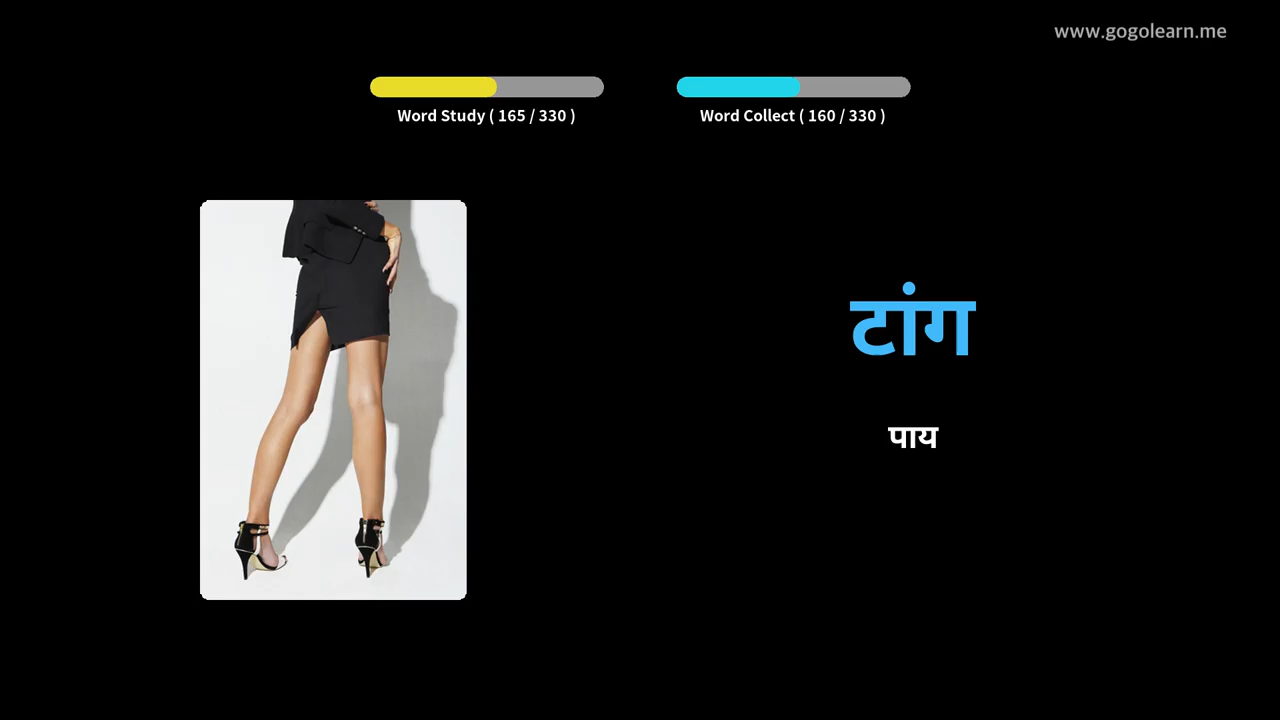 www.gogolearn.me
Word Study ( 165 / 330 )
Word Collect ( 160 / 330 )
टांग
पाय